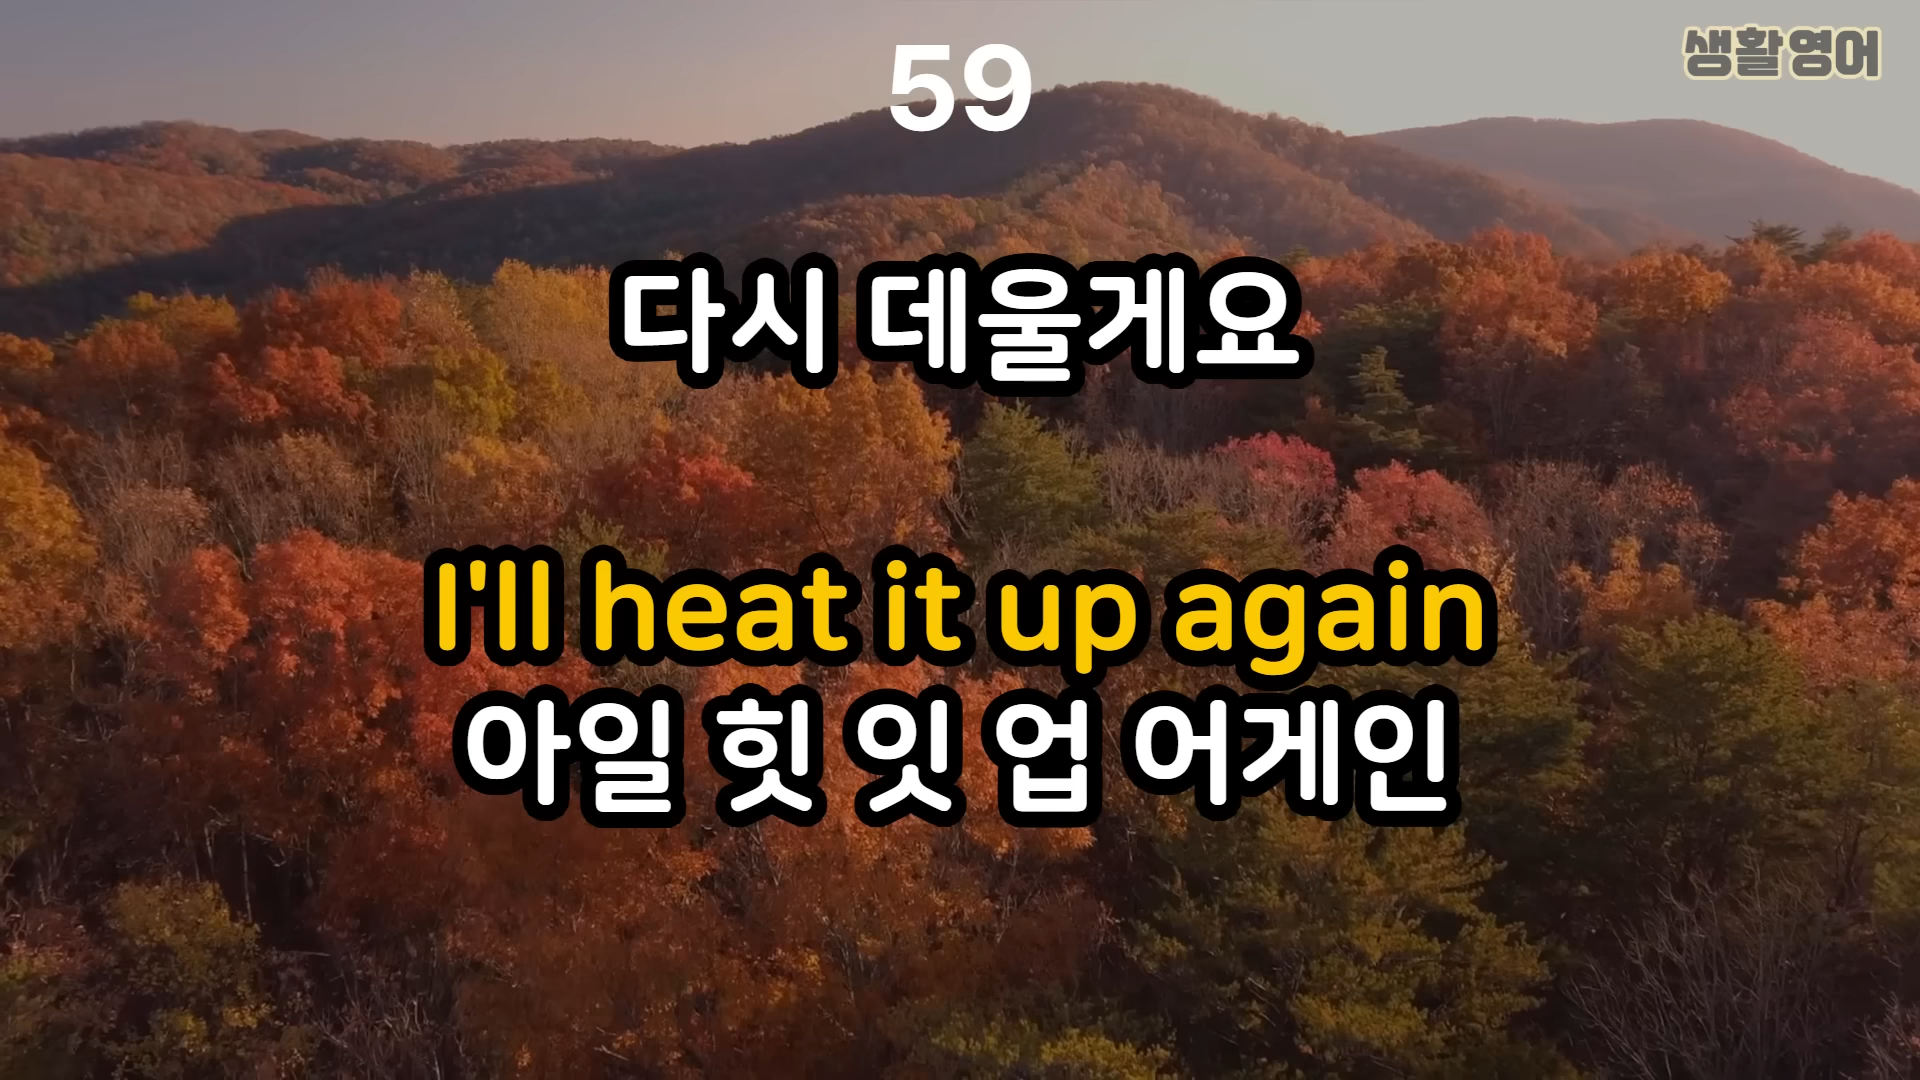 59
생활영어
다시 데울게요
I'll heat it up again
아일 힛 잇 업 어게인